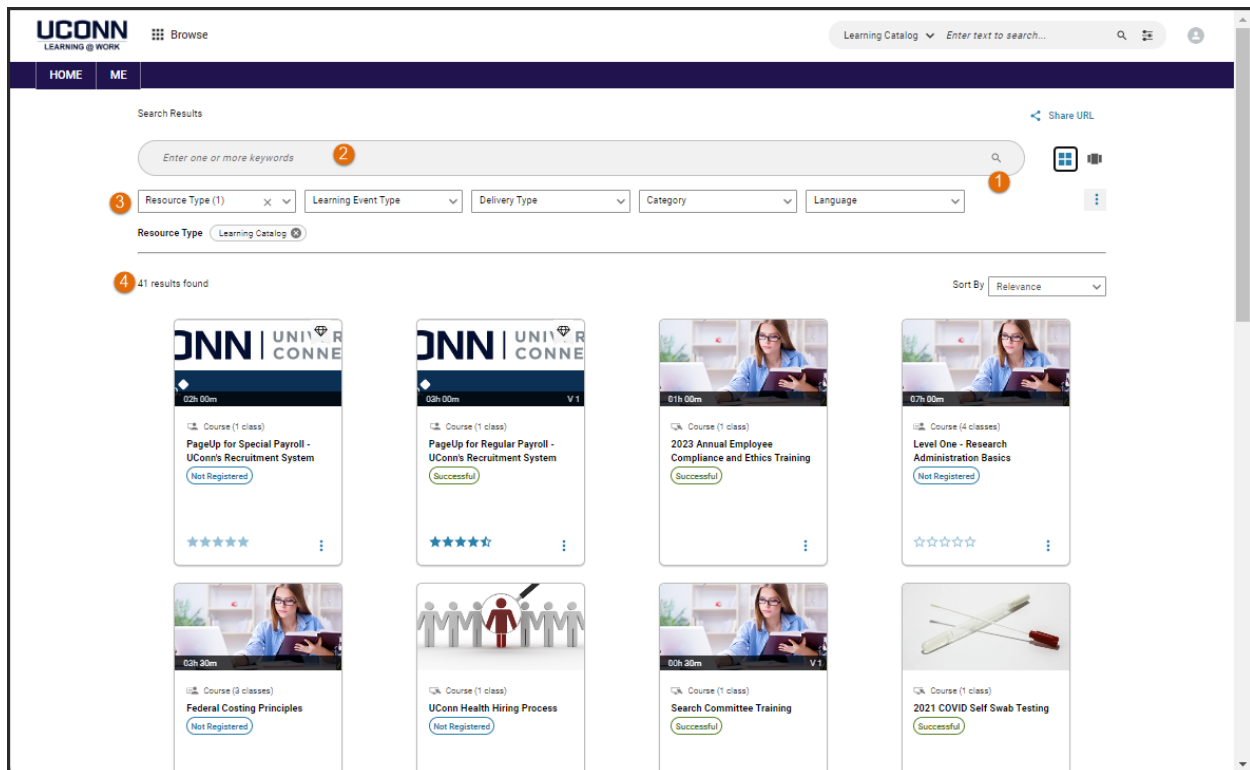 UCONN
LEARNING @ WORK
Browse
Learning Catalog
Enter text to search...
HOME
ME
Search Results
Share URL
Enter one or more keywords
2
1
3
Resource Type (1)
Learning Event Type
Delivery Type
Category
Language
Resource Type
Learning Catalog
4
41 results found
Sort By
Relevance
ONN
UNIVER
CONNE
02h 00m
Course (1 class)
PageUp for Special Payroll -
UConn's Recruitment System
Not Registered
ONN
UNIVER
CONNE
03h 00m
V 1
Course (1 class)
PageUp for Regular Payroll -
UConn's Recruitment System
Successful
01h 00m
Course (1 class)
2023 Annual Employee
Compliance and Ethics Training
Successful
07h 00m
Course (4 classes)
Level One - Research
Administration Basics
Not Registered
03h 30m
Course (3 classes)
Federal Costing Principles
Not Registered
Course (1 class)
UConn Health Hiring Process
Not Registered
00h 30m
V 1
Course (1 class)
Search Committee Training
Successful
Course (1 class)
2021 COVID Self Swab Testing
Successful